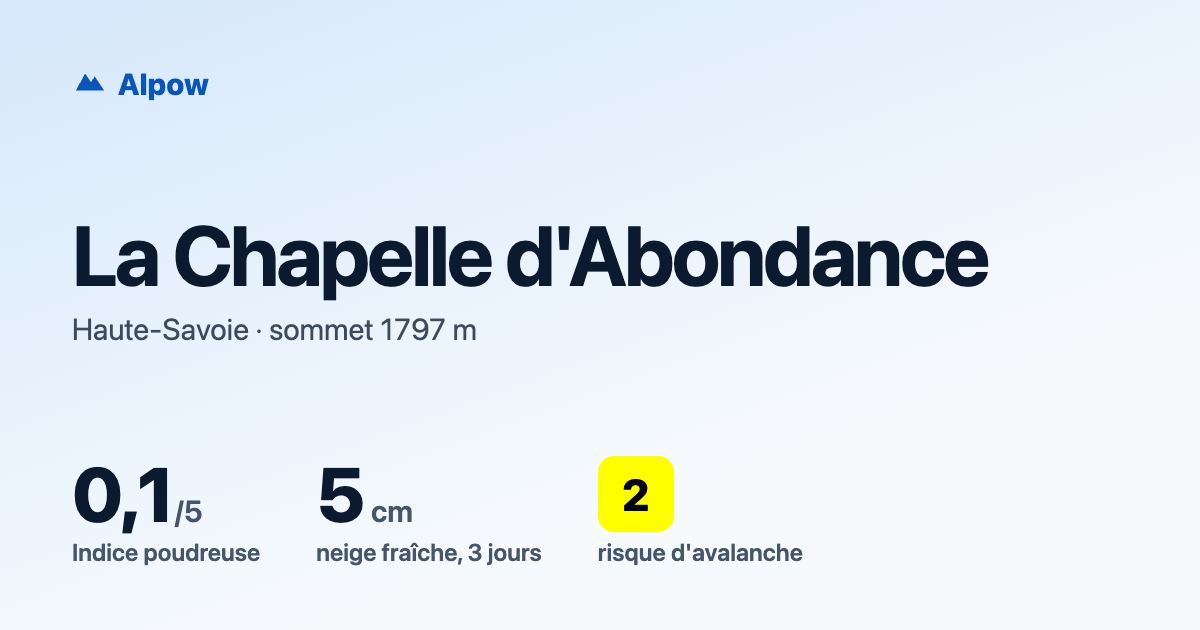 Alpow
La Chapelle d'Abondance
Haute-Savoie · sommet 1797 m
0,1/5
Indice poudreuse
5 cm
neige fraîche, 3 jours
2
risque d'avalanche